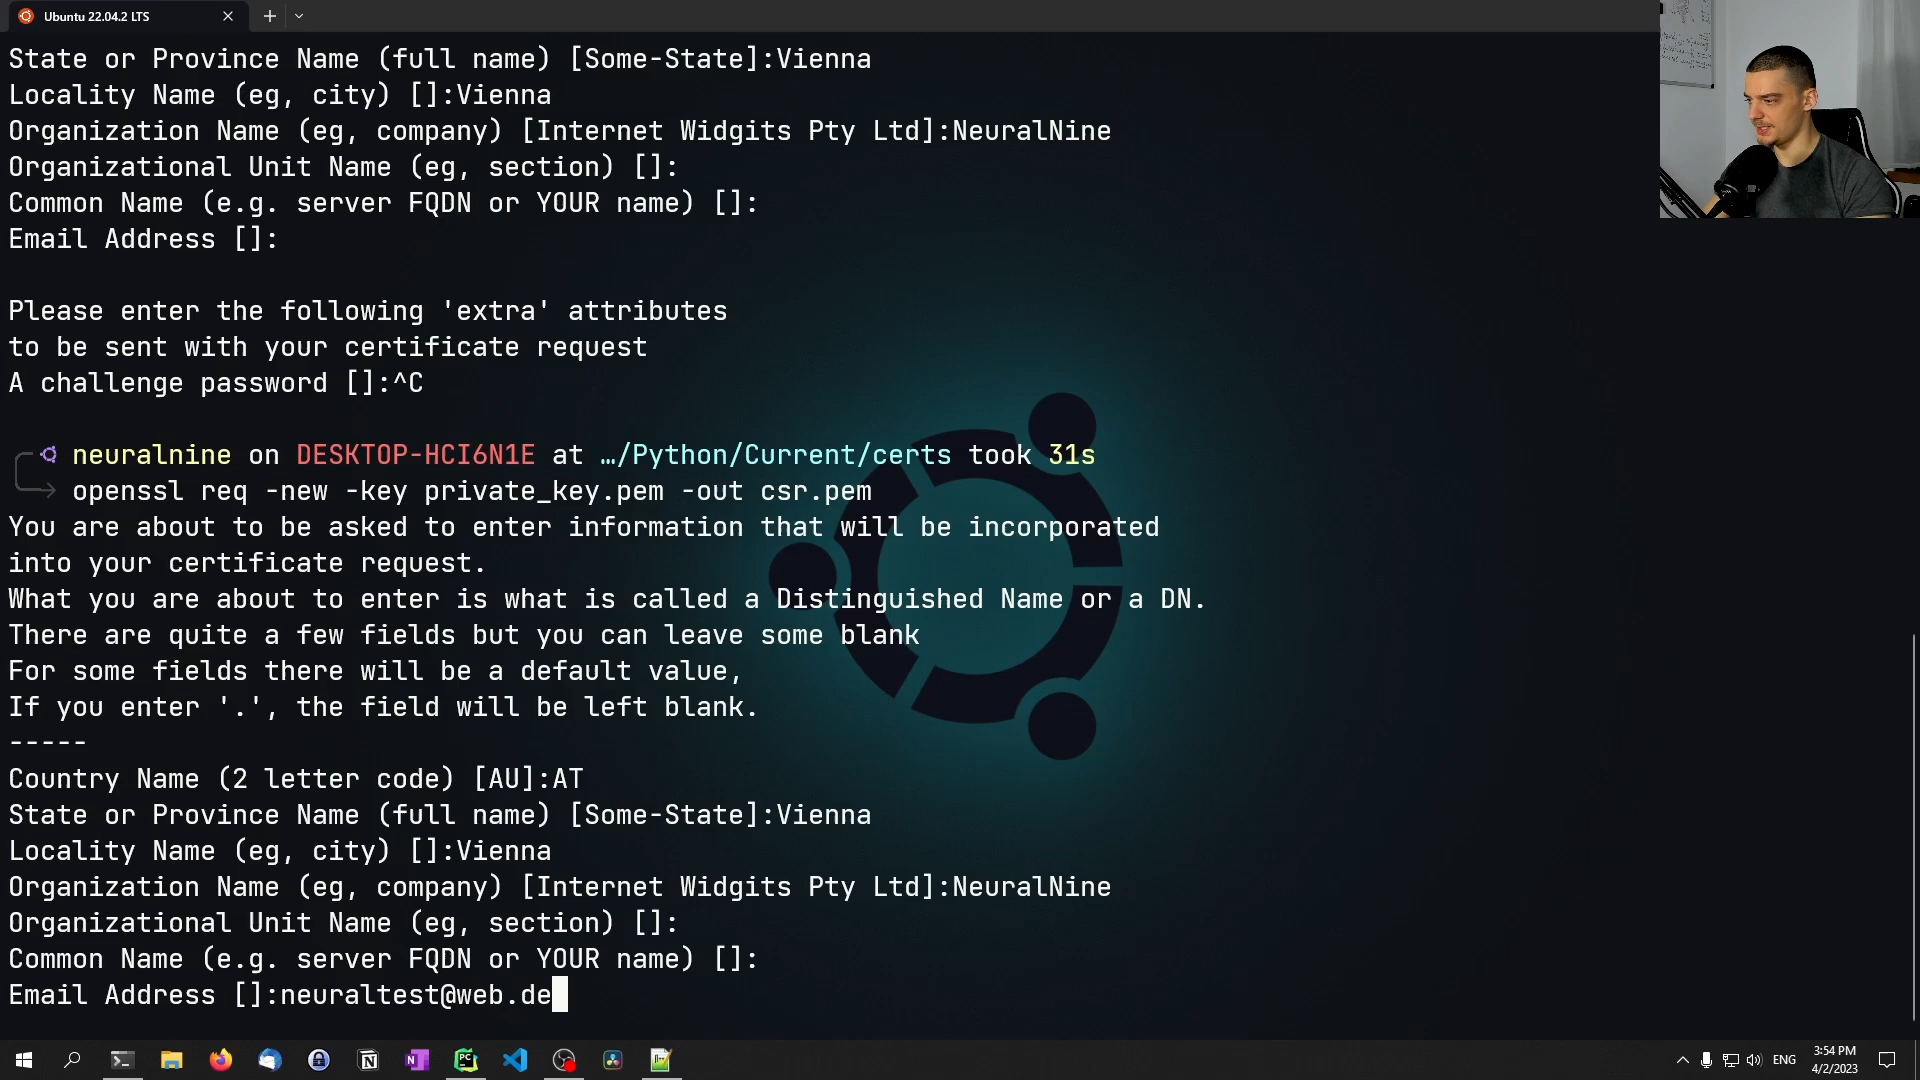 Ubuntu 22.04.2 LTS
State or Province Name (full name) [Some-State]:Vienna
Locality Name (eg, city) []:Vienna
Organization Name (eg, company) [Internet Widgits Pty Ltd]:NeuralNine
Organizational Unit Name (eg, section) []:
Common Name (e.g. server FQDN or YOUR name) []:
Email Address []:
Please enter the following 'extra' attributes
to be sent with your certificate request
A challenge password []:^C
neuralnine on DESKTOP-HCI6N1E at …/Python/Current/certs took 31s
openssl req -new -key private_key.pem -out csr.pem
You are about to be asked to enter information that will be incorporated
into your certificate request.
What you are about to enter is what is called a Distinguished Name or a DN.
There are quite a few fields but you can leave some blank
For some fields there will be a default value,
If you enter '.', the field will be left blank.
-----
Country Name (2 letter code) [AU]:AT
State or Province Name (full name) [Some-State]:Vienna
Locality Name (eg, city) []:Vienna
Organization Name (eg, company) [Internet Widgits Pty Ltd]:NeuralNine
Organizational Unit Name (eg, section) []:
Common Name (e.g. server FQDN or YOUR name) []:
Email Address []:neuraltest@web.de
ENG
3:54 PM
4/2/2023